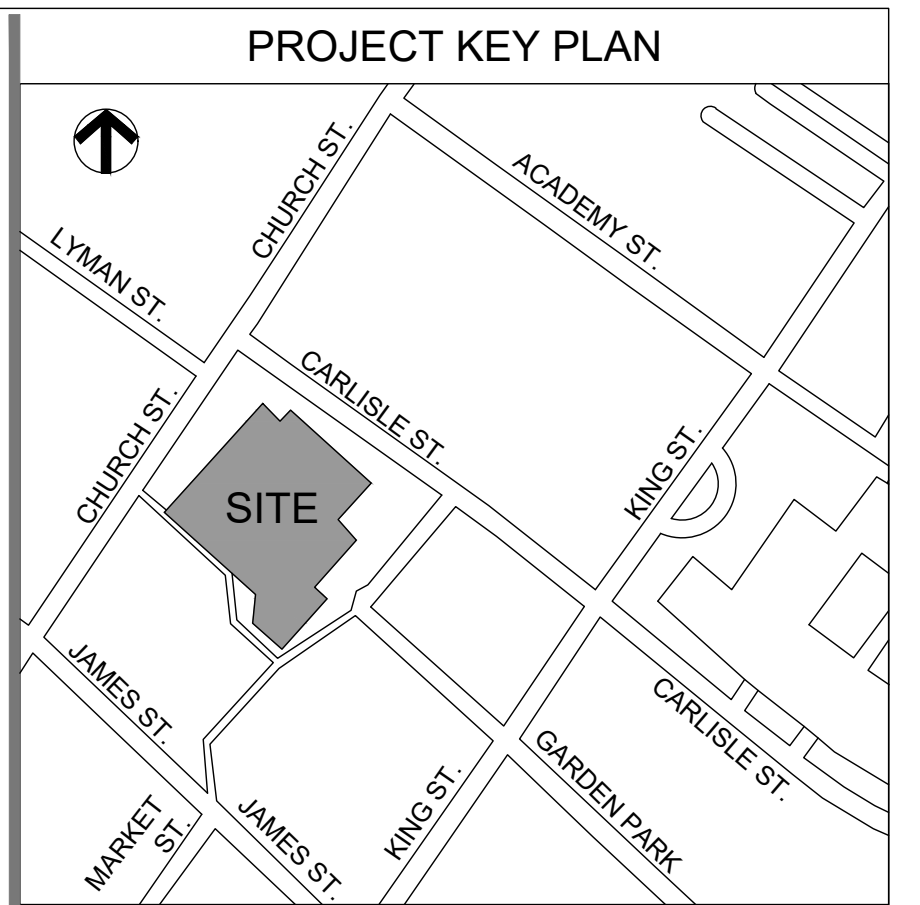 PROJECT KEY PLAN
CHURCH ST.
ACADEMY ST.
LYMAN ST.
CARLISLE ST.
CHURCH ST.
KING ST.
SITE
JAMES ST.
CARLISLE ST.
GARDEN PARK
KING ST.
MARKET
ST.
JAMES ST.